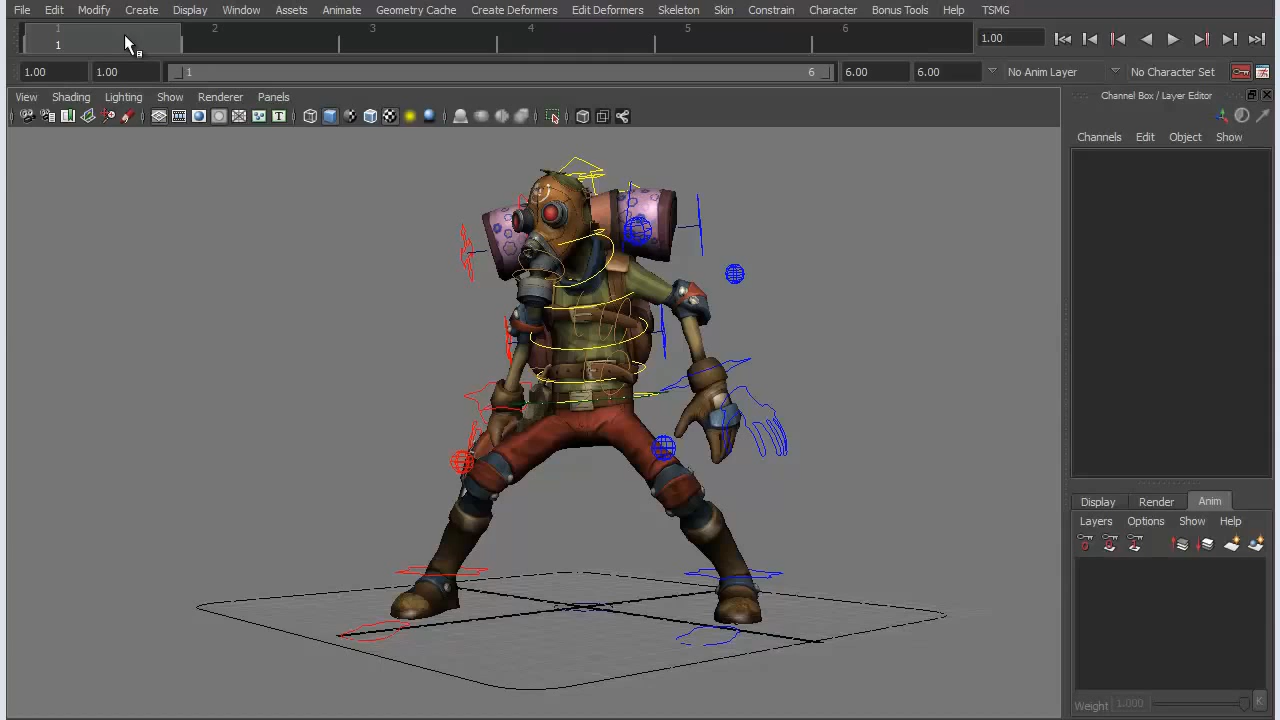 File Edit Modify Create Display Window Assets Animate Geometry Cache Create Deformers Edit Deformers Skeleton Skin Constrain Character Bonus Tools Help TSMG
1 2 3 4 5 6
1
1.00
1.00 1.00 1 6 6.00 6.00 No Anim Layer No Character Set
View Shading Lighting Show Renderer Panels
T
Channel Box / Layer Editor
Channels Edit Object Show
Display Render Anim
Layers Options Show Help
Weight 1.000 K